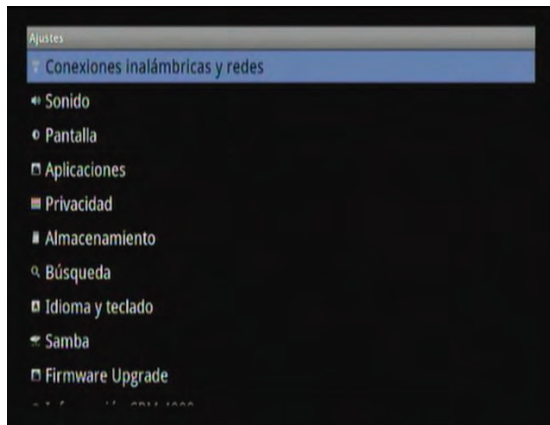 Ajustes
Conexiones inalámbricas y redes
Sonido
Pantalla
Aplicaciones
Privacidad
Almacenamiento
Búsqueda
Idioma y teclado
Samba
Firmware Upgrade